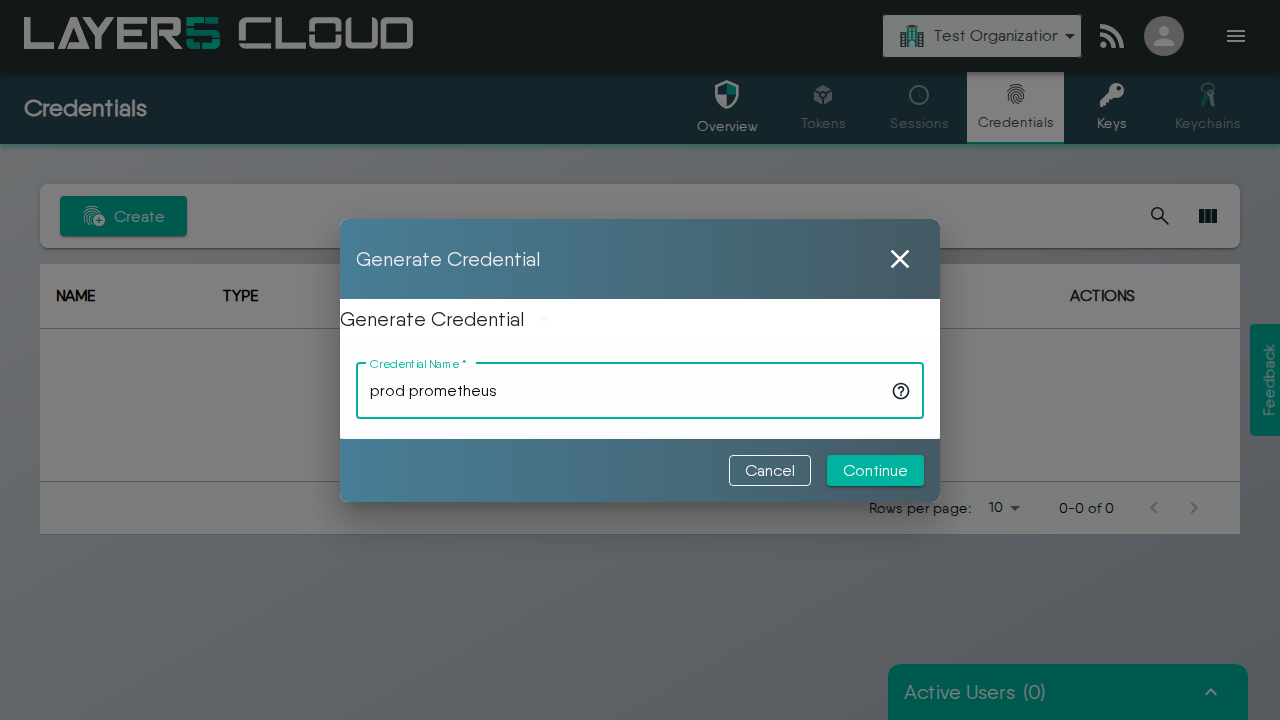 LAYER5 CLOUD
Test Organization
Credentials
Overview
Tokens
Sessions
Credentials
Keys
Keychains
Create
NAME
TYPE
ACTIONS
Generate Credential
Generate Credential
Credential Name *
prod prometheus
Cancel
Continue
Rows per page:
10
0-0 of 0
Feedback
Active Users (0)